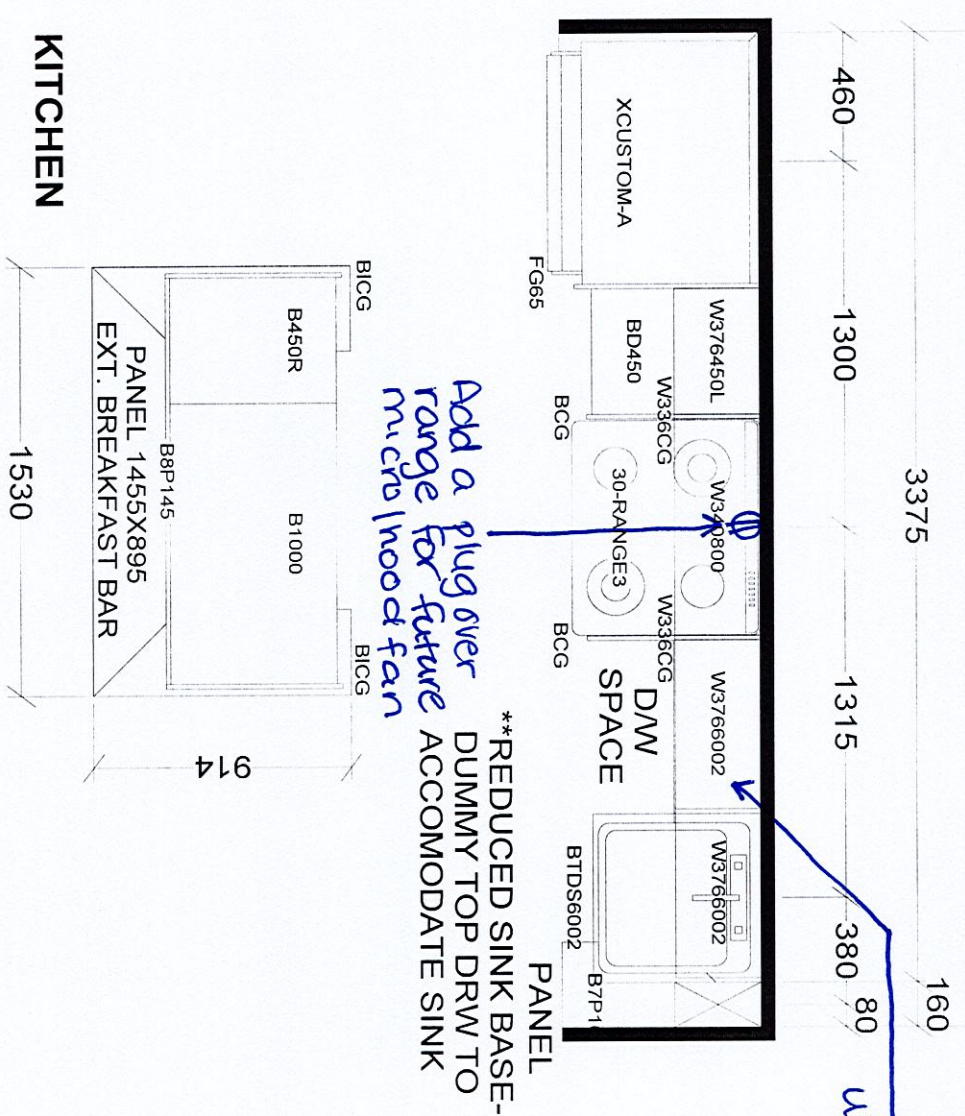 3375
160
460
1300
1315
380
80
XCUSTOM-A
W376450L
W340800
W3766002
W3766002
W336CG
W336CG
BD450
30-RANGE3
D/W
SPACE
BTDS6002
FG65
BCG
BCG
Add a plug over
range for future
micro/hood fan
PANEL
**REDUCED SINK BASE-
DUMMY TOP DRW TO
ACCOMODATE SINK
BICG
BICG
B450R
B1000
B8P145
PANEL 1455X895
EXT. BREAKFAST BAR
914
1530
KITCHEN